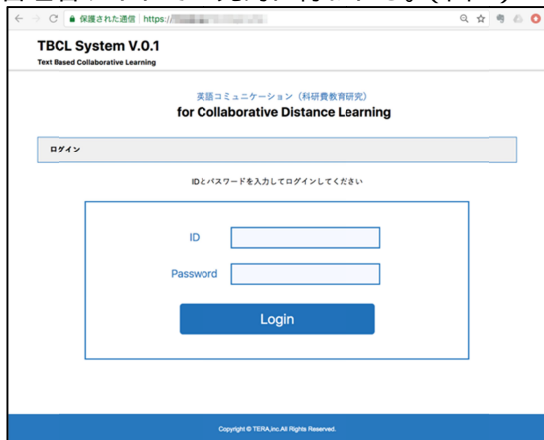 保護された通信 https://
TBCL System V.0.1
Text Based Collaborative Learning
英語コミュニケーション（科研費教育研究）
for Collaborative Distance Learning
ログイン
IDとパスワードを入力してログインしてください
ID
Password
Login
Copyright © TERA,inc.All Rights Reserved.